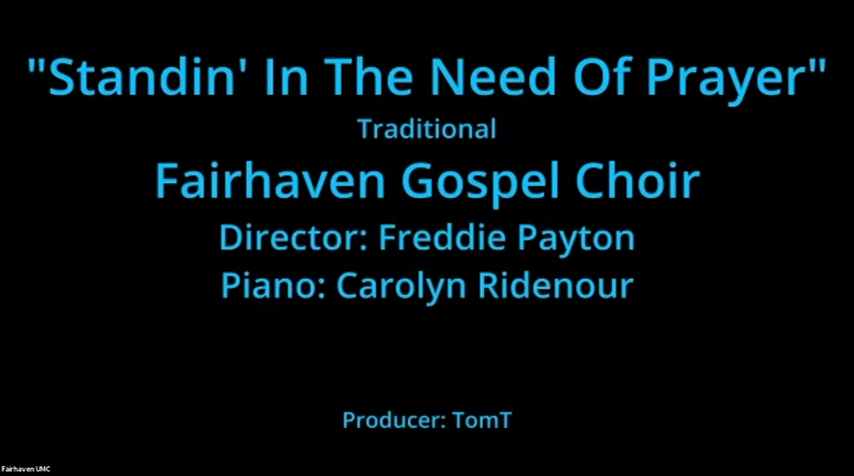 "Standin' In The Need Of Prayer"
Traditional
Fairhaven Gospel Choir
Director: Freddie Payton
Piano: Carolyn Ridenour
Producer: TomT
Fairhaven UMC